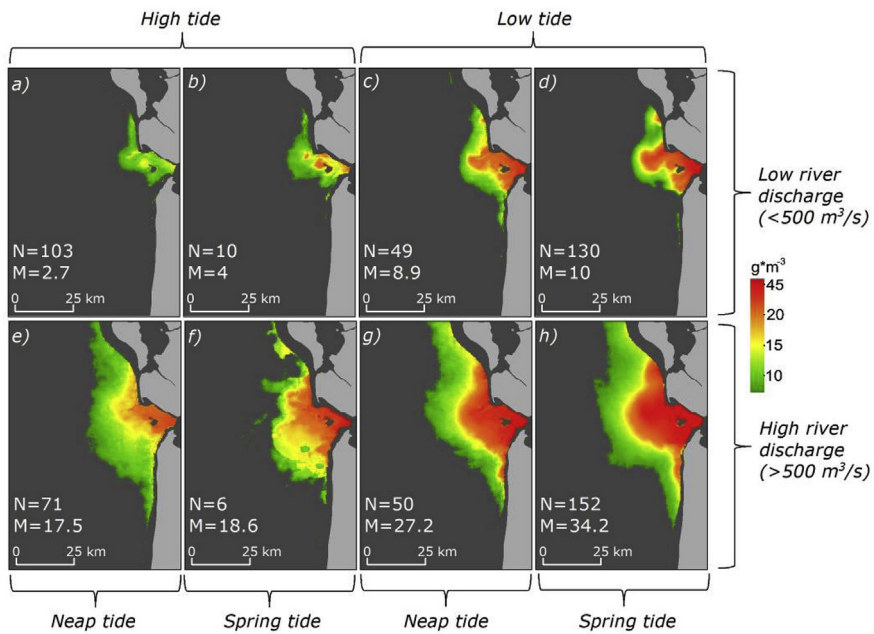 High tide
Low tide
a)
b)
c)
d)
N=103
M=2.7
0 25 km
N=10
M=4
0 25 km
N=49
M=8.9
0 25 km
N=130
M=10
0 25 km
Low river
discharge
(<500 m³/s)
g*m⁻³
45
20
15
10
e)
f)
g)
h)
N=71
M=17.5
0 25 km
N=6
M=18.6
0 25 km
N=50
M=27.2
0 25 km
N=152
M=34.2
0 25 km
High river
discharge
(>500 m³/s)
Neap tide
Spring tide
Neap tide
Spring tide